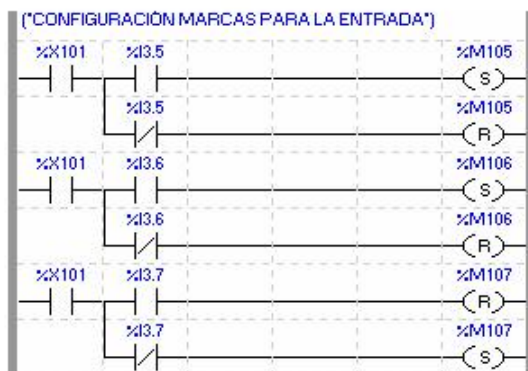 (*CONFIGURACIÓN MARCAS PARA LA ENTRADA*)
%X101 %I3.5 %M105
S
%I3.5 %M105
R
%X101 %I3.6 %M106
S
%I3.6 %M106
R
%X101 %I3.7 %M107
R
%I3.7 %M107
S